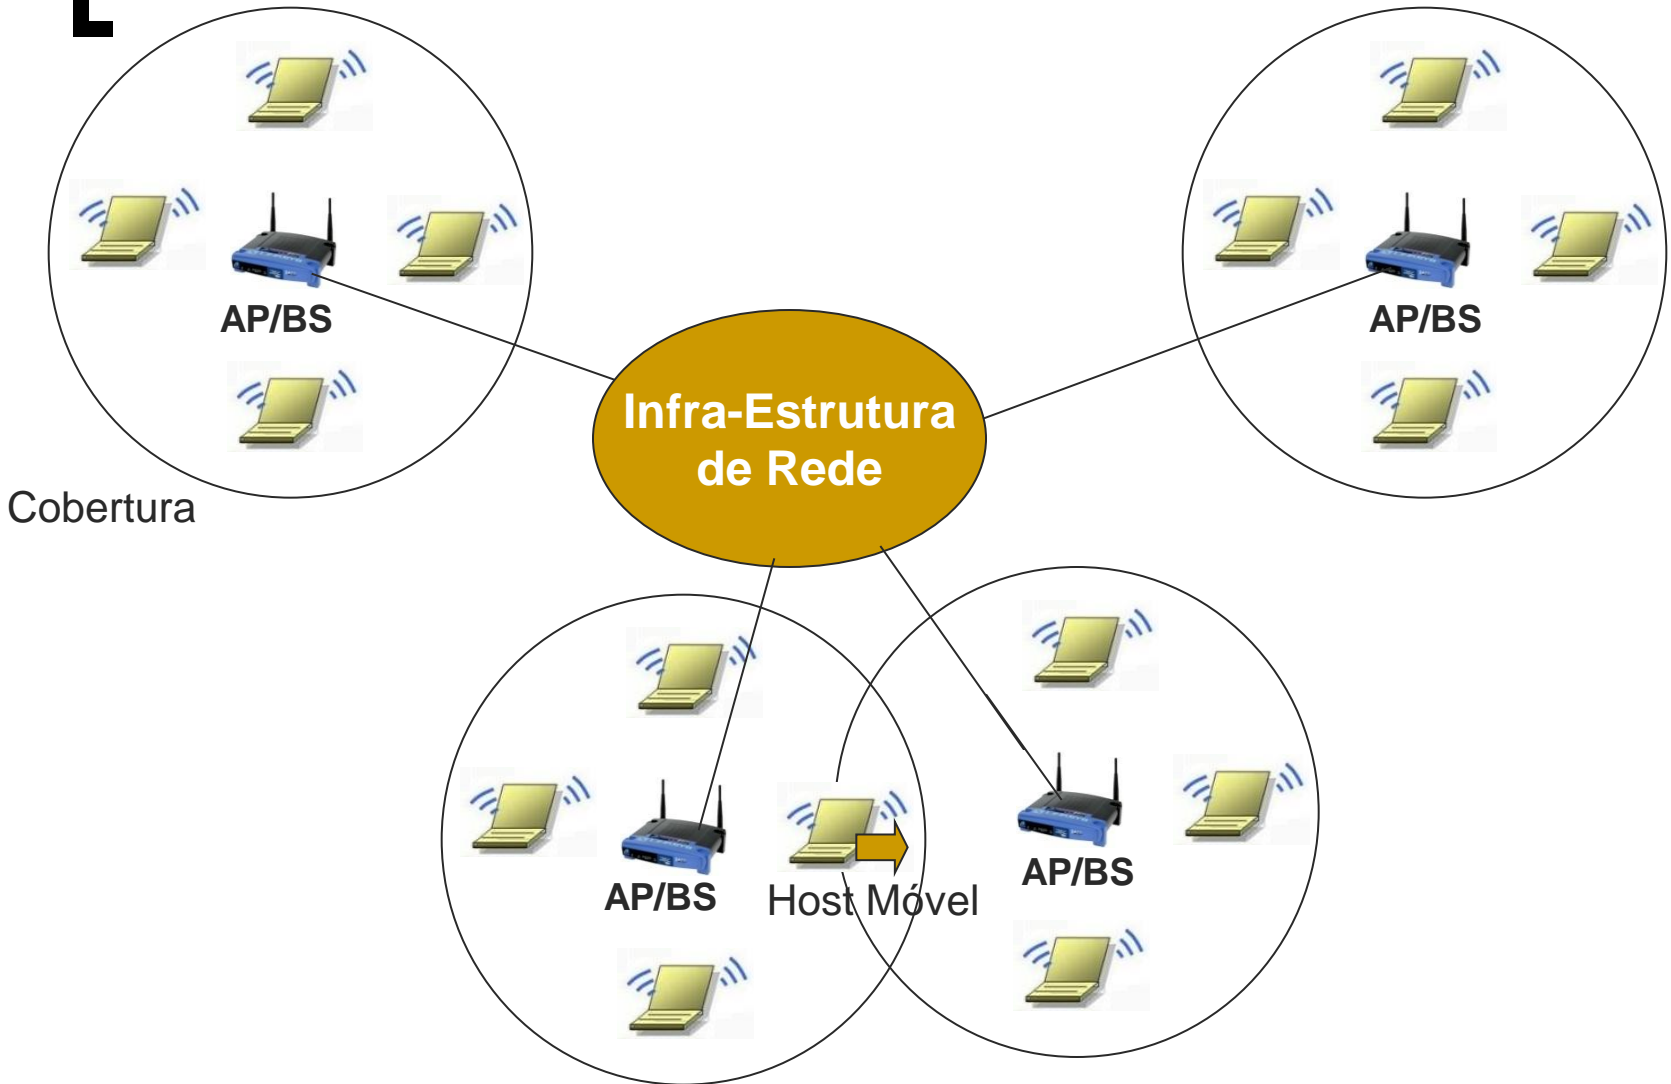 AP/BS
AP/BS
Infra-Estrutura
de Rede
Cobertura
AP/BS
AP/BS
Host Móvel